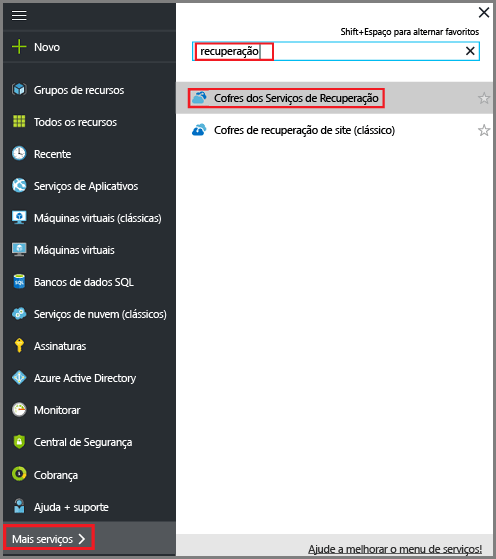 Novo
Grupos de recursos
Todos os recursos
Recente
Serviços de Aplicativos
Máquinas virtuais (clássicas)
Máquinas virtuais
Bancos de dados SQL
Serviços de nuvem (clássicos)
Assinaturas
Azure Active Directory
Monitorar
Central de Segurança
Cobrança
Ajuda + suporte
Mais serviços
Shift+Espaço para alternar favoritos
recuperação
Cofres dos Serviços de Recuperação
Cofres de recuperação de site (clássico)
Ajude a melhorar o menu de serviços!